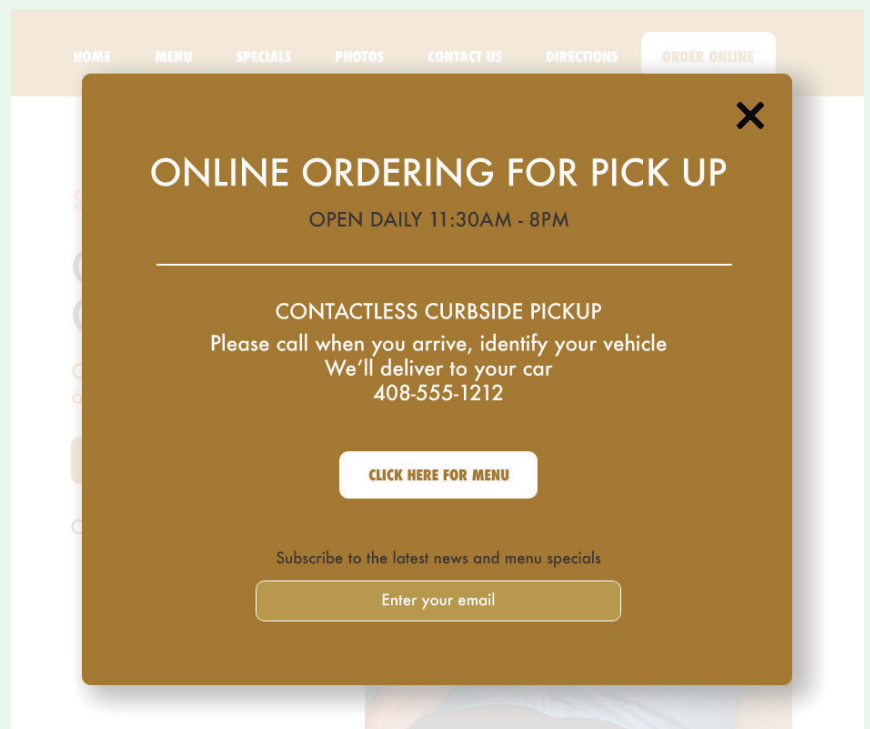 HOME MENU SPECIALS PHOTOS CONTACT US DIRECTIONS ORDER ONLINE
ONLINE ORDERING FOR PICK UP
OPEN DAILY 11:30AM - 8PM
CONTACTLESS CURBSIDE PICKUP
Please call when you arrive, identify your vehicle
We’ll deliver to your car
408-555-1212
CLICK HERE FOR MENU
Subscribe to the latest news and menu specials
Enter your email